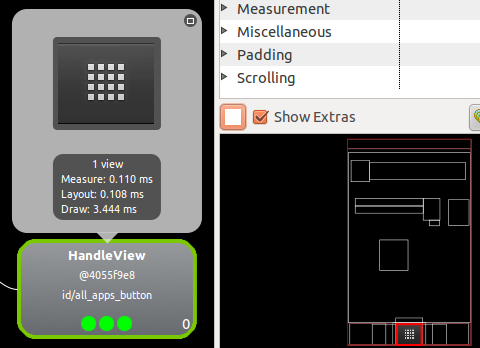 1 view
Measure: 0.110 ms
Layout: 0.108 ms
Draw: 3.444 ms
HandleView
@4055f9e8
id/all_apps_button
0
Measurement
Miscellaneous
Padding
Scrolling
Show Extras